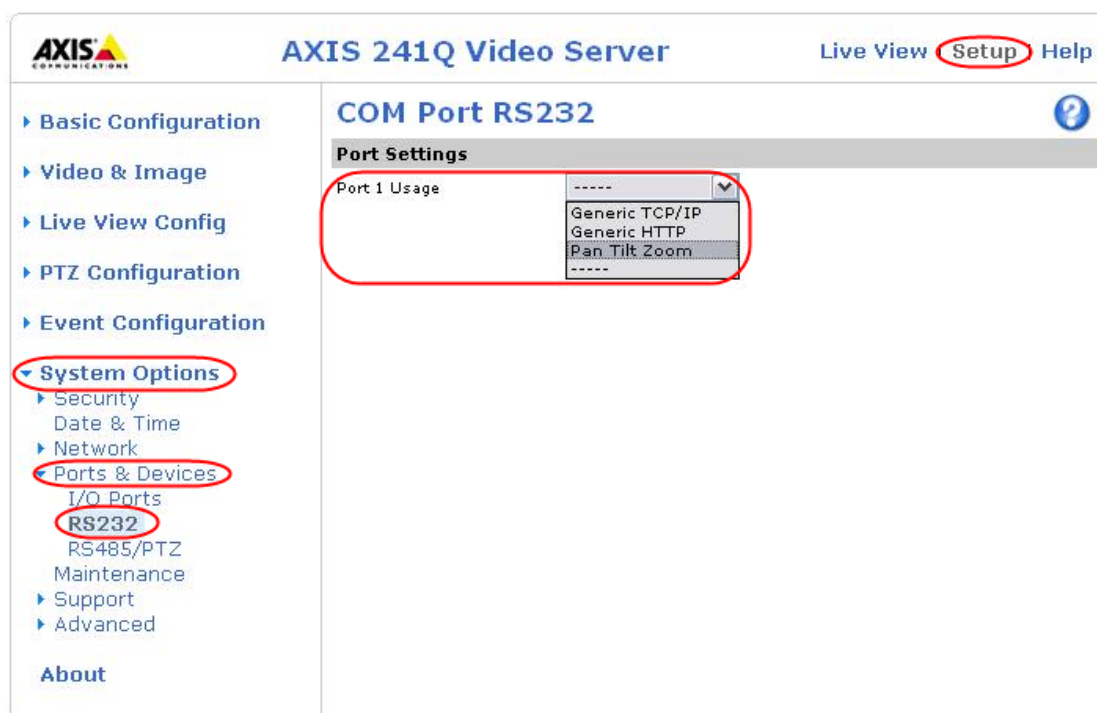 AXIS
COMMUNICATIONS
AXIS 241Q Video Server
Live View | Setup | Help
Basic Configuration
Video & Image
Live View Config
PTZ Configuration
Event Configuration
System Options
Security
Date & Time
Network
Ports & Devices
I/O Ports
RS232
RS485/PTZ
Maintenance
Support
Advanced
About
COM Port RS232
?
Port Settings
Port 1 Usage
-----
Generic TCP/IP
Generic HTTP
Pan Tilt Zoom
-----